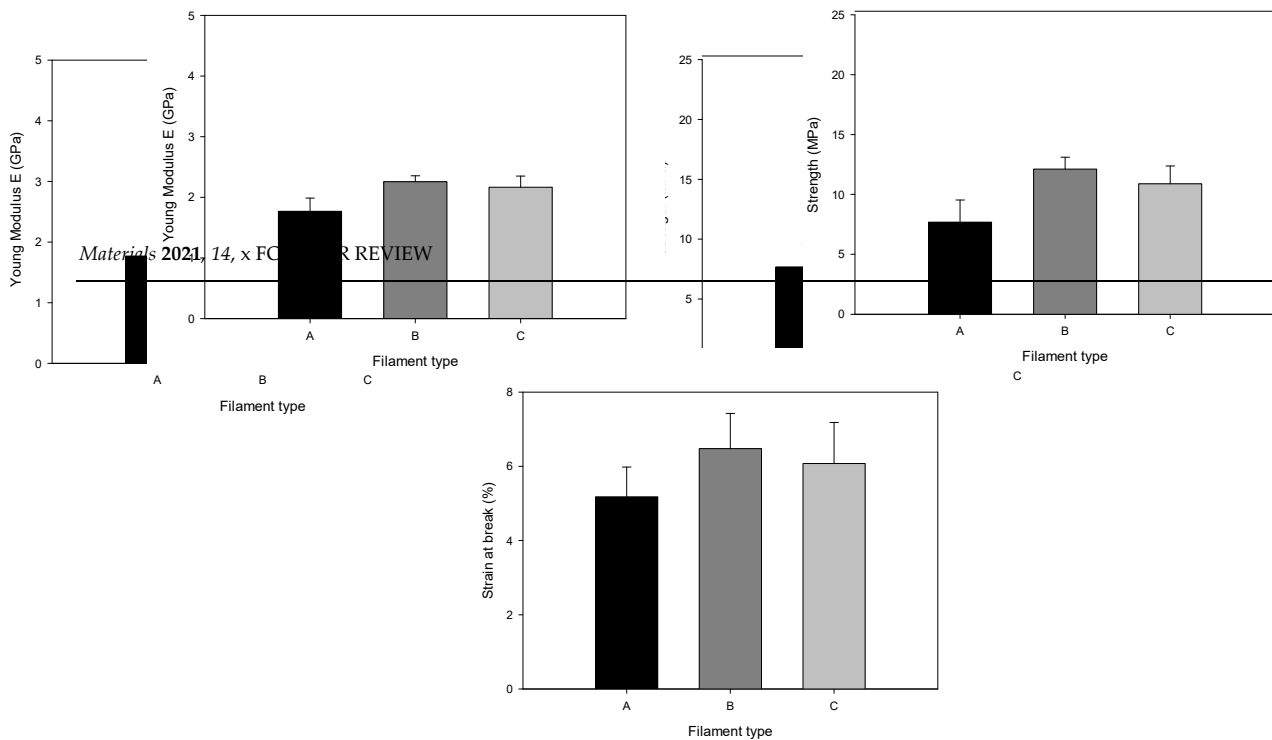 5
4
3
2
1
0
Young Modulus E (GPa)
A
B
C
Filament type
5
4
3
2
0
Young Modulus E (GPa)
A
B
C
Filament type
Materials 2021, 14, x FO R REVIEW
25
20
15
10
5
C
25
20
15
10
5
0
Strength (MPa)
A
B
C
Filament type
8
6
4
2
0
Strain at break (%)
A
B
C
Filament type